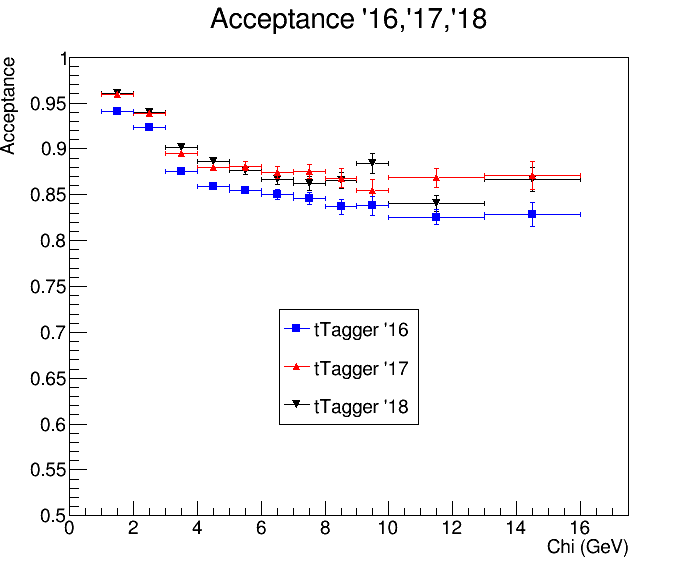 Acceptance '16,'17,'18
Acceptance
1
0.95
0.9
0.85
0.8
0.75
0.7
0.65
0.6
0.55
0.5
tTagger '16
tTagger '17
tTagger '18
0 2 4 6 8 10 12 14 16
Chi (GeV)